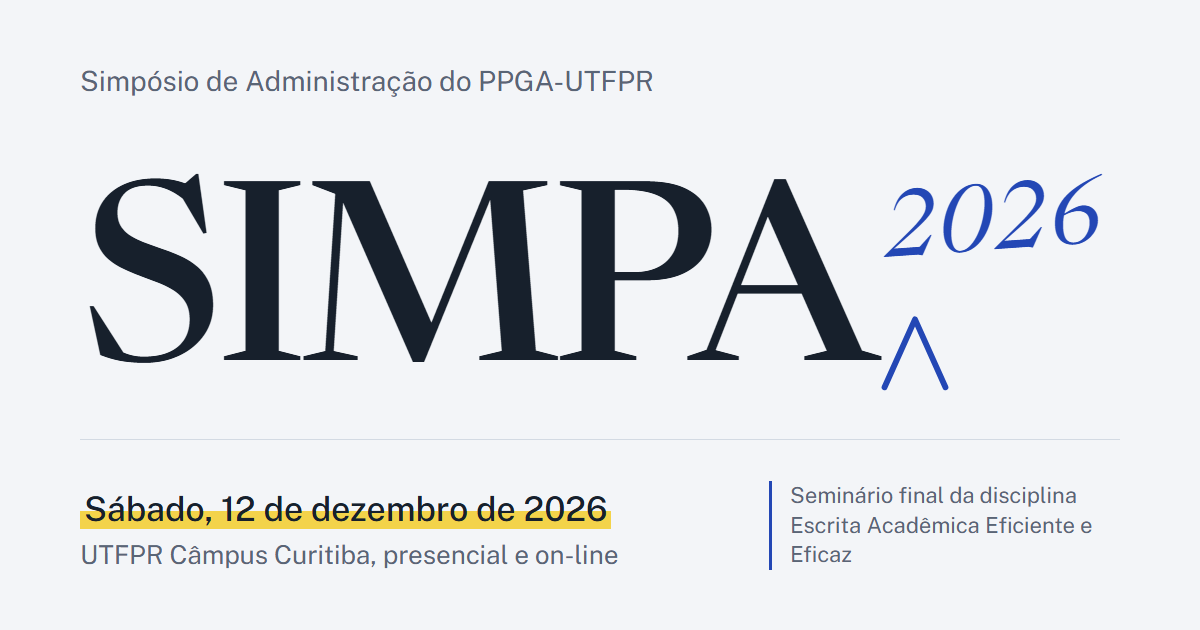 Simpósio de Administração do PPGA-UTFPR
SIMPA 2026
Sábado, 12 de dezembro de 2026
UTFPR Câmpus Curitiba, presencial e on-line
Seminário final da disciplina
Escrita Acadêmica Eficiente e
Eficaz